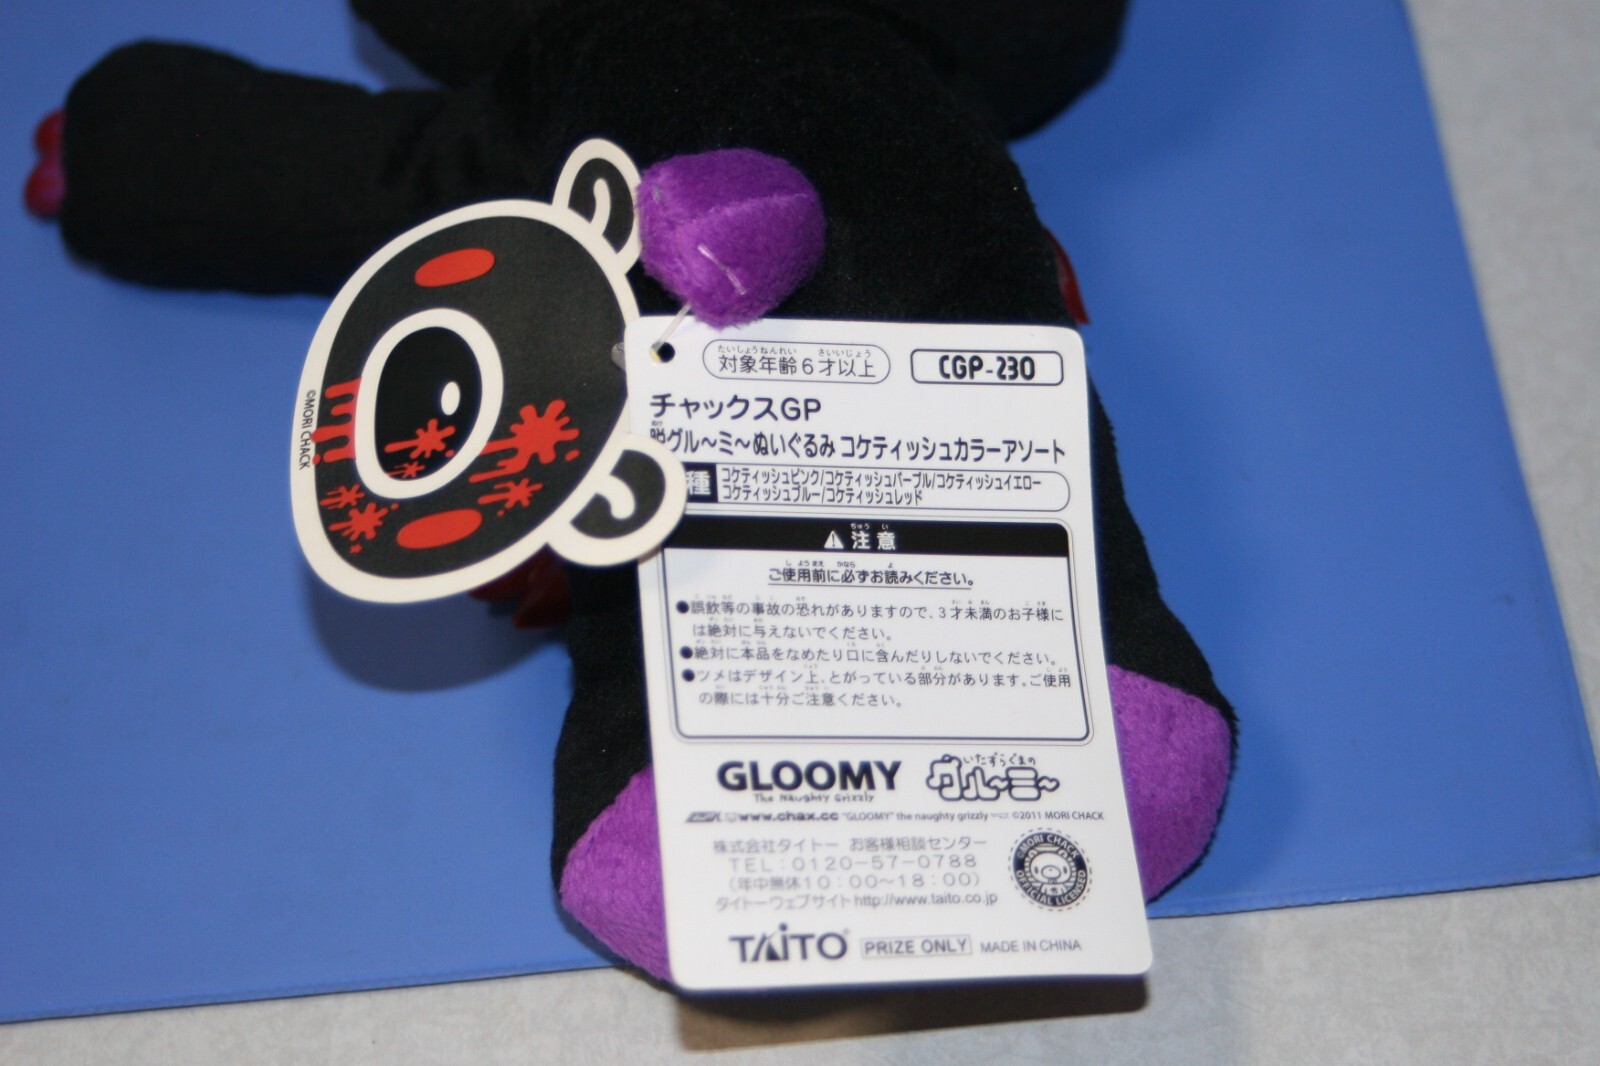 ©MORI CHACK
対象年齢6才以上
CGP-230
チャックスGP
脱グル〜ミ〜ぬいぐるみ コケティッシュカラーアソート
種
コケティッシュピンク/コケティッシュパープル/コケティッシュイエロー
コケティッシュブルー/コケティッシュレッド
⚠注意
ご使用前に必ずお読みください。
●誤飲等の事故の恐れがありますので、3才未満のお子様に
は絶対に与えないでください。
●絶対に本品をなめたり口に含んだりしないでください。
●ツメはデザイン上、とがっている部分があります。ご使用
の際には十分ご注意ください。
GLOOMY
The Naughty Grizzly
いたずらぐまの
グル〜ミ〜
www.chax.cc "GLOOMY" the naughty grizzly ©2011 MORI CHACK
株式会社タイトー お客様相談センター
TEL:0120-57-0788
(年中無休10:00〜18:00)
タイトーウェブサイト http://www.taito.co.jp
©MORI CHACK
OFFICIAL LICENSED
TAITO® PRIZE ONLY MADE IN CHINA